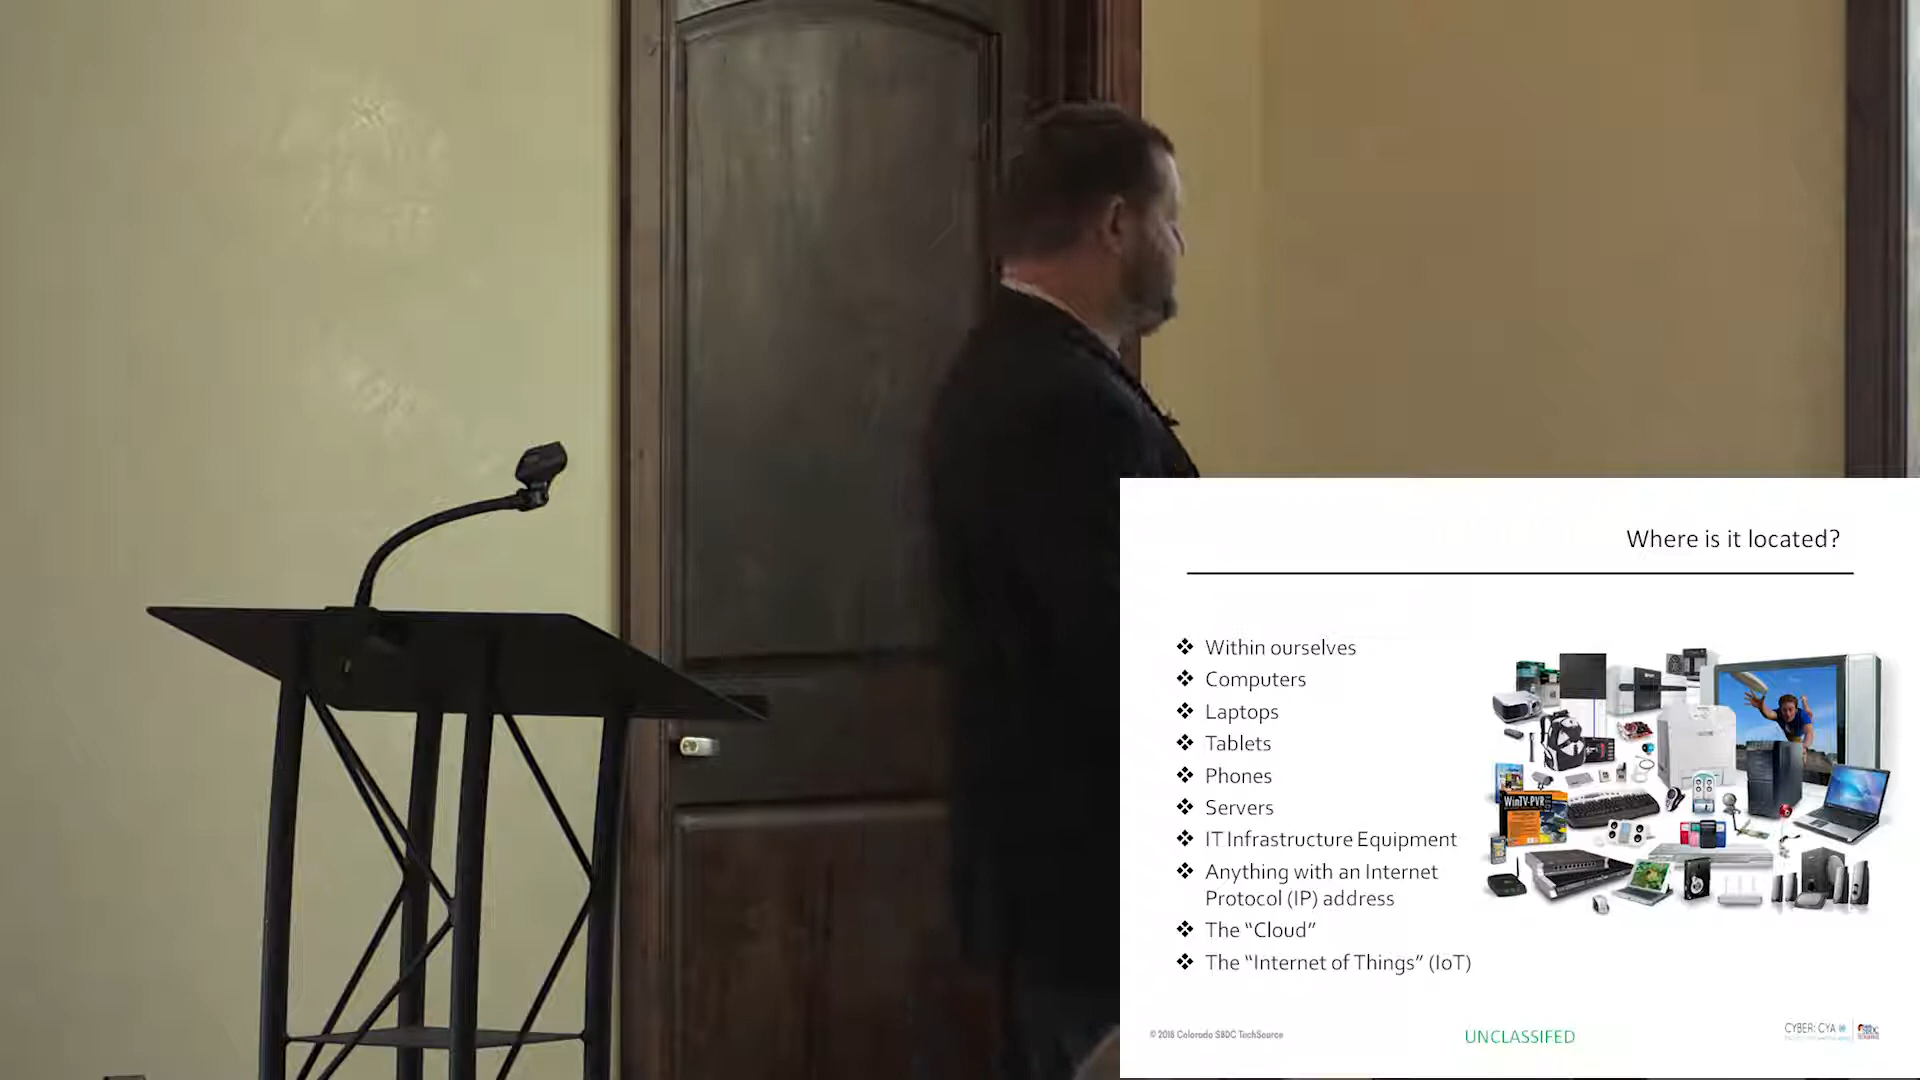 Where is it located?
❖ Within ourselves
❖ Computers
❖ Laptops
❖ Tablets
❖ Phones
❖ Servers
❖ IT Infrastructure Equipment
❖ Anything with an Internet
Protocol (IP) address
❖ The “Cloud”
❖ The “Internet of Things” (IoT)
WinTV-PVR
© 2018 Colorado SBDC TechSource
UNCLASSIFED
CYBER: CYA
SBDC